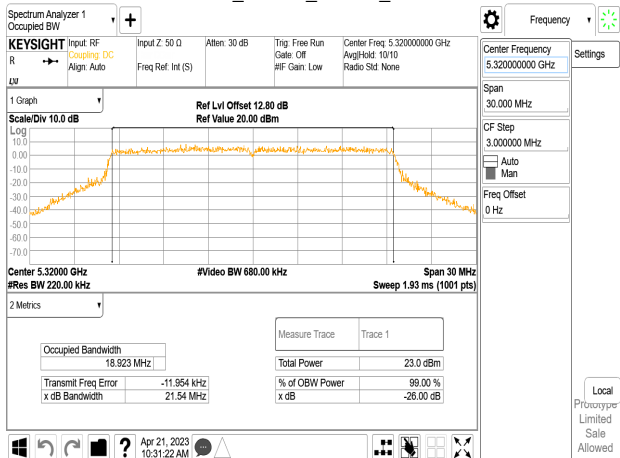 Spectrum Analyzer 1
Occupied BW
Frequency
KEYSIGHT
R
LXI
Input: RF
Coupling: DC
Align: Auto
Input Z: 50 Ω
Freq Ref: Int (S)
Atten: 30 dB
Trig: Free Run
Gate: Off
#IF Gain: Low
Center Freq: 5.320000000 GHz
Avg|Hold: 10/10
Radio Std: None
Center Frequency
5.320000000 GHz
Settings
Span
30.000 MHz
CF Step
3.000000 MHz
Auto
Man
Freq Offset
0 Hz
1 Graph
Scale/Div 10.0 dB
Ref Lvl Offset 12.80 dB
Ref Value 20.00 dBm
Log
10.0
0.00
-10.0
-20.0
-30.0
-40.0
-50.0
-60.0
-70.0
Center 5.32000 GHz
#Res BW 220.00 kHz
#Video BW 680.00 kHz
Span 30 MHz
Sweep 1.93 ms (1001 pts)
2 Metrics
Measure Trace Trace 1
Occupied Bandwidth
18.923 MHz
Total Power 23.0 dBm
Transmit Freq Error -11.954 kHz
% of OBW Power 99.00 %
x dB Bandwidth 21.54 MHz
x dB -26.00 dB
Local
Prototype
Limited
Sale
Allowed
?
Apr 21, 2023
10:31:22 AM